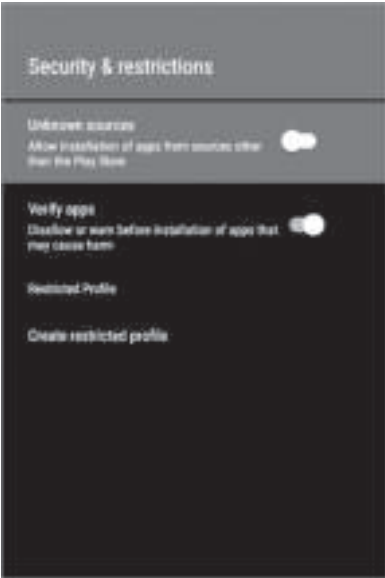 Security & restrictions
Unknown sources
Allow installation of apps from sources other
than the Play Store
Verify apps
Disallow or warn before installation of apps that
may cause harm
Restricted Profile
Create restricted profile